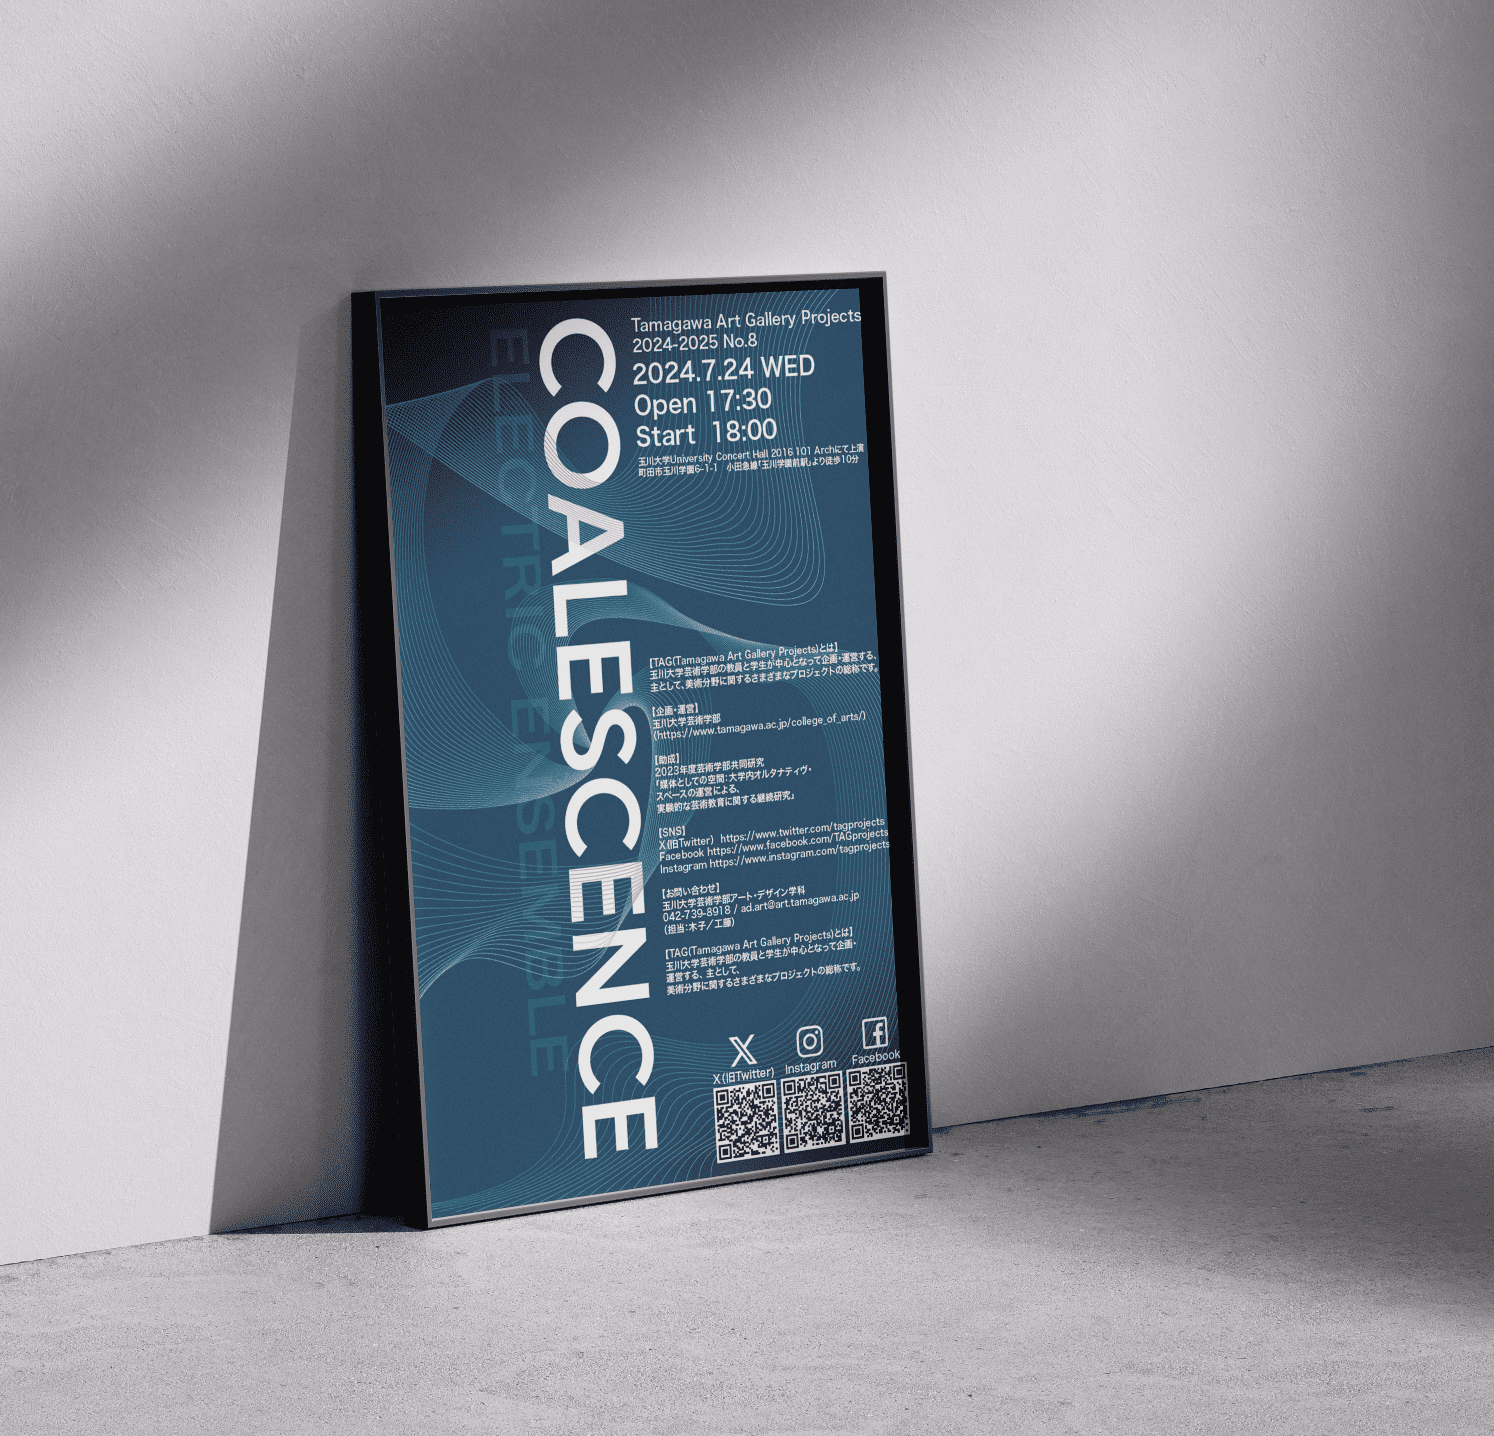 COALESCENCE
ELECTRIC ENSEMBLE
Tamagawa Art Gallery Projects
2024-2025 No.8
2024.7.24 WED
Open 17:30
Start 18:00
玉川大学University Concert Hall 2016 101 Archにて上演
町田市玉川学園6-1-1 小田急線「玉川学園前駅」より徒歩10分
【TAG(Tamagawa Art Gallery Projects)とは】
玉川大学芸術学部の教員と学生が中心となって企画・運営する、
主として、美術分野に関するさまざまなプロジェクトの総称です。
【企画・運営】
玉川大学芸術学部
(https://www.tamagawa.ac.jp/college_of_arts/)
【助成】
2023年度芸術学部共同研究
「媒体としての空間：大学内オルタナティヴ・
スペースの運営による、
実験的な芸術教育に関する継続研究」
【SNS】
X(旧Twitter) https://www.twitter.com/tagprojects
Facebook https://www.facebook.com/TAGprojects
Instagram https://www.instagram.com/tagprojects
【お問い合わせ】
玉川大学芸術学部アート・デザイン学科
042-739-8918 / ad.art@art.tamagawa.ac.jp
(担当：木子／工藤)
【TAG(Tamagawa Art Gallery Projects)とは】
玉川大学芸術学部の教員と学生が中心となって企画・
運営する、主として、
美術分野に関するさまざまなプロジェクトの総称です。
X(旧Twitter)
Instagram
Facebook